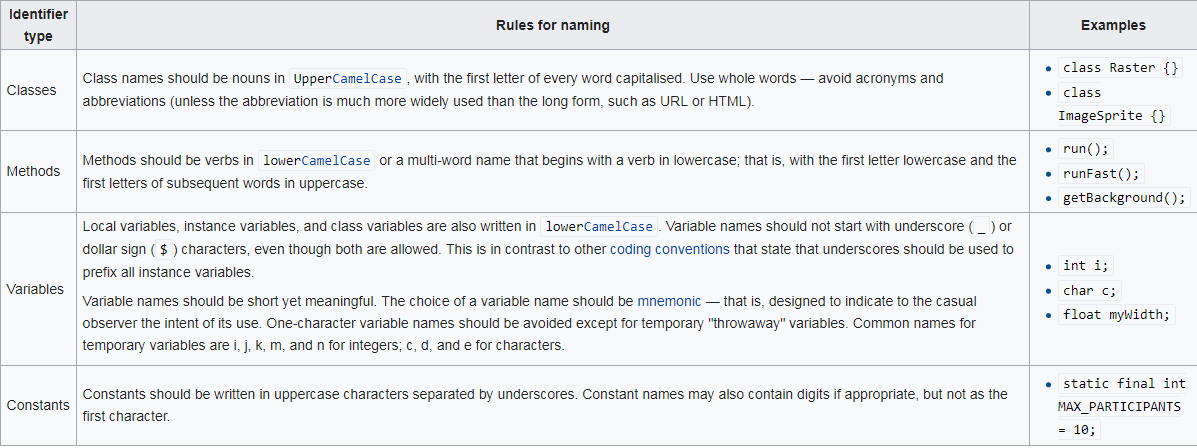 Identifier
type
Rules for naming
Examples
Classes
Class names should be nouns in UpperCamelCase, with the first letter of every word capitalised. Use whole words — avoid acronyms and
abbreviations (unless the abbreviation is much more widely used than the long form, such as URL or HTML).
• class Raster {}
• class
ImageSprite {}
Methods
Methods should be verbs in lowerCamelCase or a multi-word name that begins with a verb in lowercase; that is, with the first letter lowercase and the
first letters of subsequent words in uppercase.
• run();
• runFast();
• getBackground();
Variables
Local variables, instance variables, and class variables are also written in lowerCamelCase. Variable names should not start with underscore (_) or
dollar sign ($) characters, even though both are allowed. This is in contrast to other coding conventions that state that underscores should be used to
prefix all instance variables.
Variable names should be short yet meaningful. The choice of a variable name should be mnemonic — that is, designed to indicate to the casual
observer the intent of its use. One-character variable names should be avoided except for temporary "throwaway" variables. Common names for
temporary variables are i, j, k, m, and n for integers; c, d, and e for characters.
• int i;
• char c;
• float myWidth;
Constants
Constants should be written in uppercase characters separated by underscores. Constant names may also contain digits if appropriate, but not as the
first character.
• static final int
MAX_PARTICIPANTS
= 10;